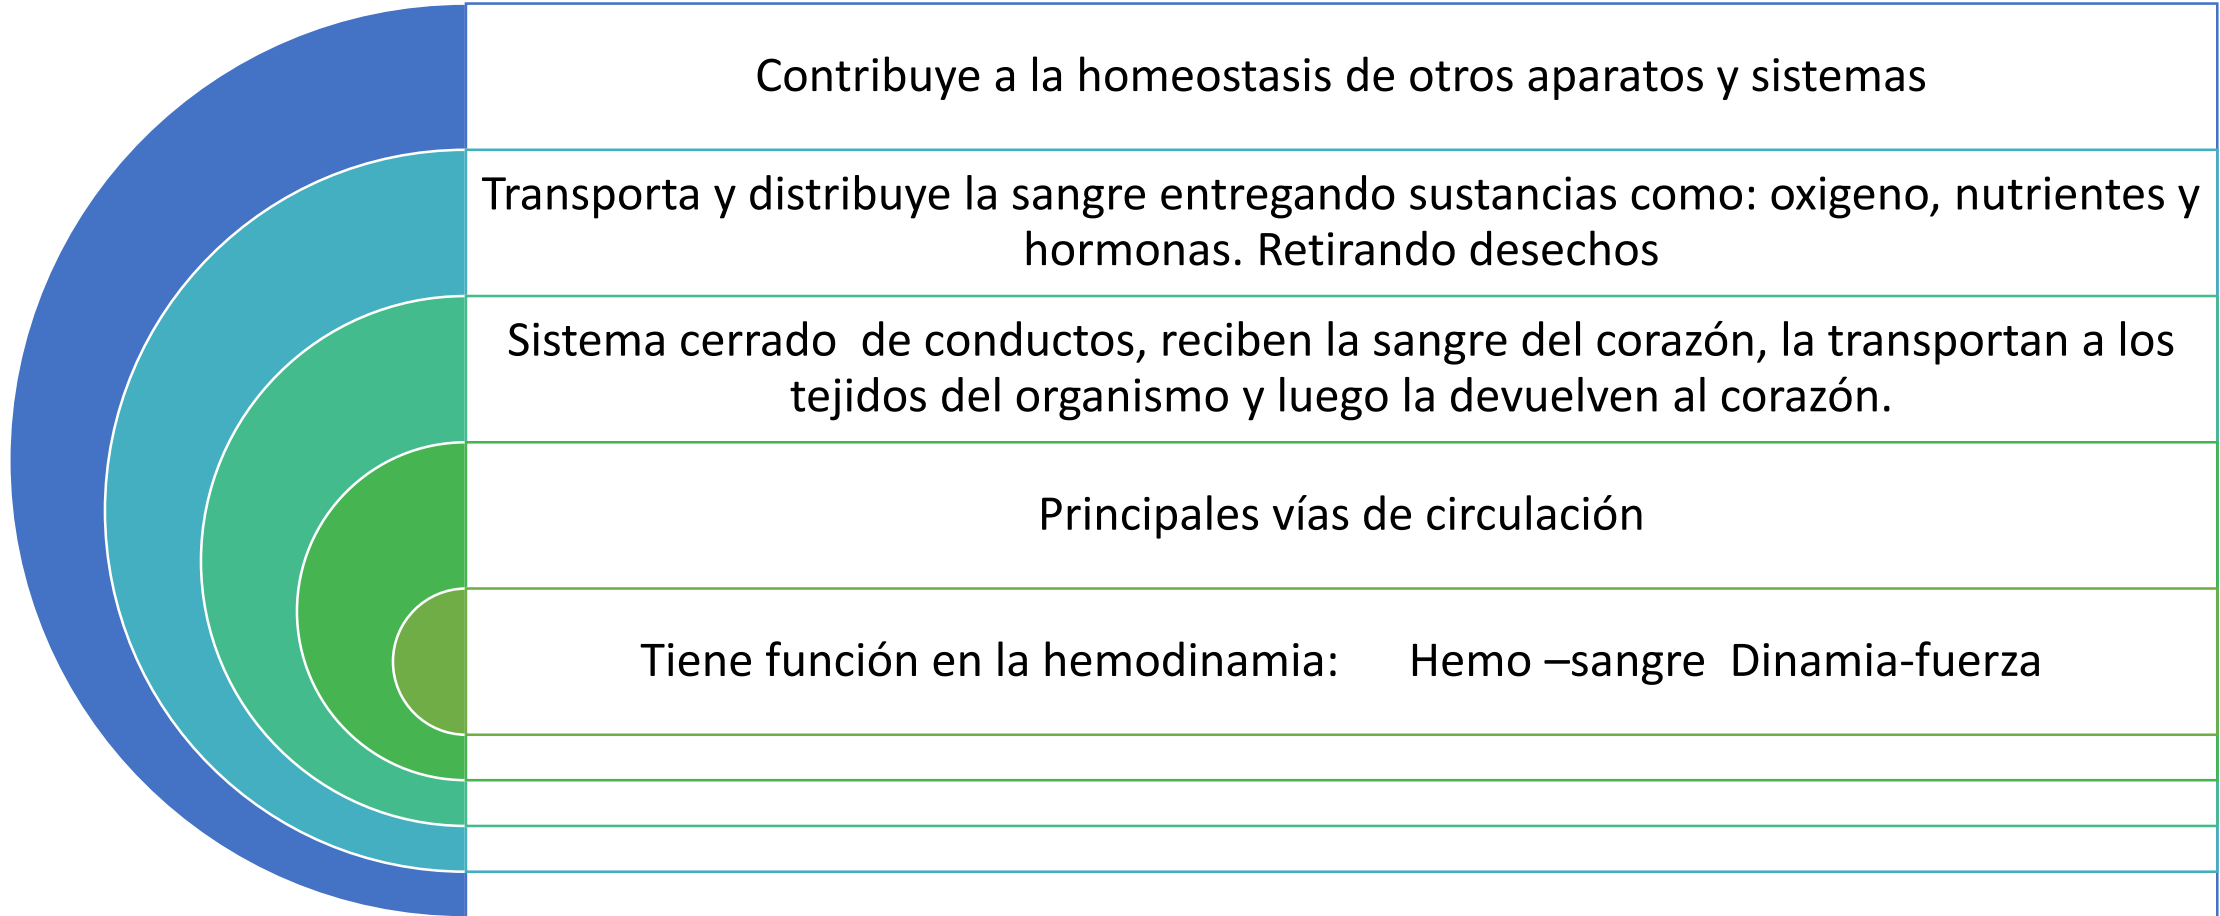 Contribuye a la homeostasis de otros aparatos y sistemas
Transporta y distribuye la sangre entregando sustancias como: oxigeno, nutrientes y
hormonas. Retirando desechos
Sistema cerrado  de conductos, reciben la sangre del corazón, la transportan a los
tejidos del organismo y luego la devuelven al corazón.
Principales vías de circulación
Tiene función en la hemodinamia:      Hemo –sangre  Dinamia-fuerza